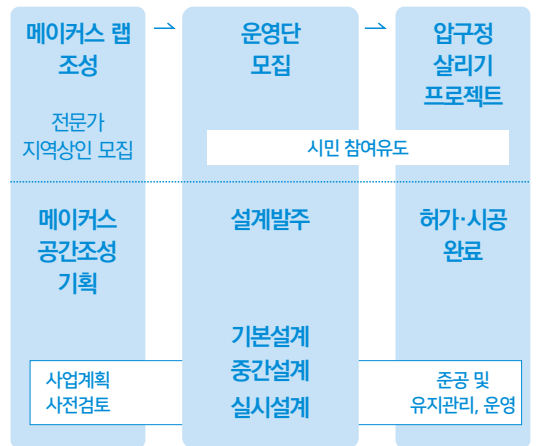 메이커스 랩
조성
→
운영단
모집
→
압구정
살리기
프로젝트
전문가
지역상인 모집
시민 참여유도
메이커스
공간조성
기획
설계발주
허가·시공
완료
기본설계
중간설계
실시설계
사업계획
사전검토
준공 및
유지관리, 운영